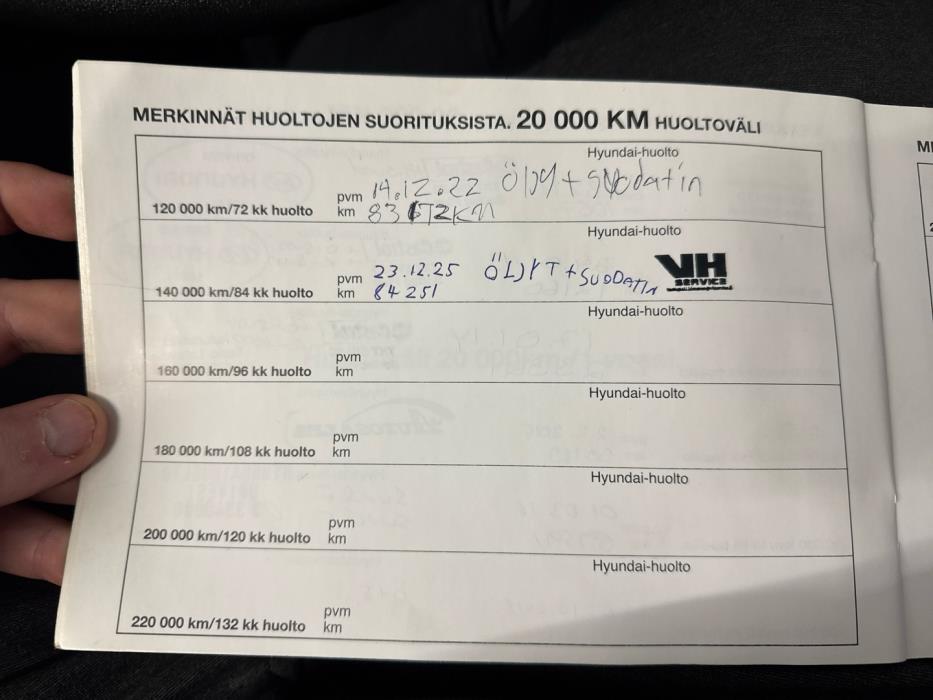 MERKINNÄT HUOLTOJEN SUORITUKSISTA. 20 000 KM HUOLTOVÄLI
Hyundai-huolto
pvm 14.12.22 Öljy + suodatin
120 000 km/72 kk huolto km
Hyundai-huolto
pvm 23.12.25 ÖLJYT + SUODATIN VH SERVICE
140 000 km/84 kk huolto km 84 251
Hyundai-huolto
pvm
160 000 km/96 kk huolto km
Hyundai-huolto
pvm
180 000 km/108 kk huolto km
Hyundai-huolto
pvm
200 000 km/120 kk huolto km
Hyundai-huolto
pvm
220 000 km/132 kk huolto km